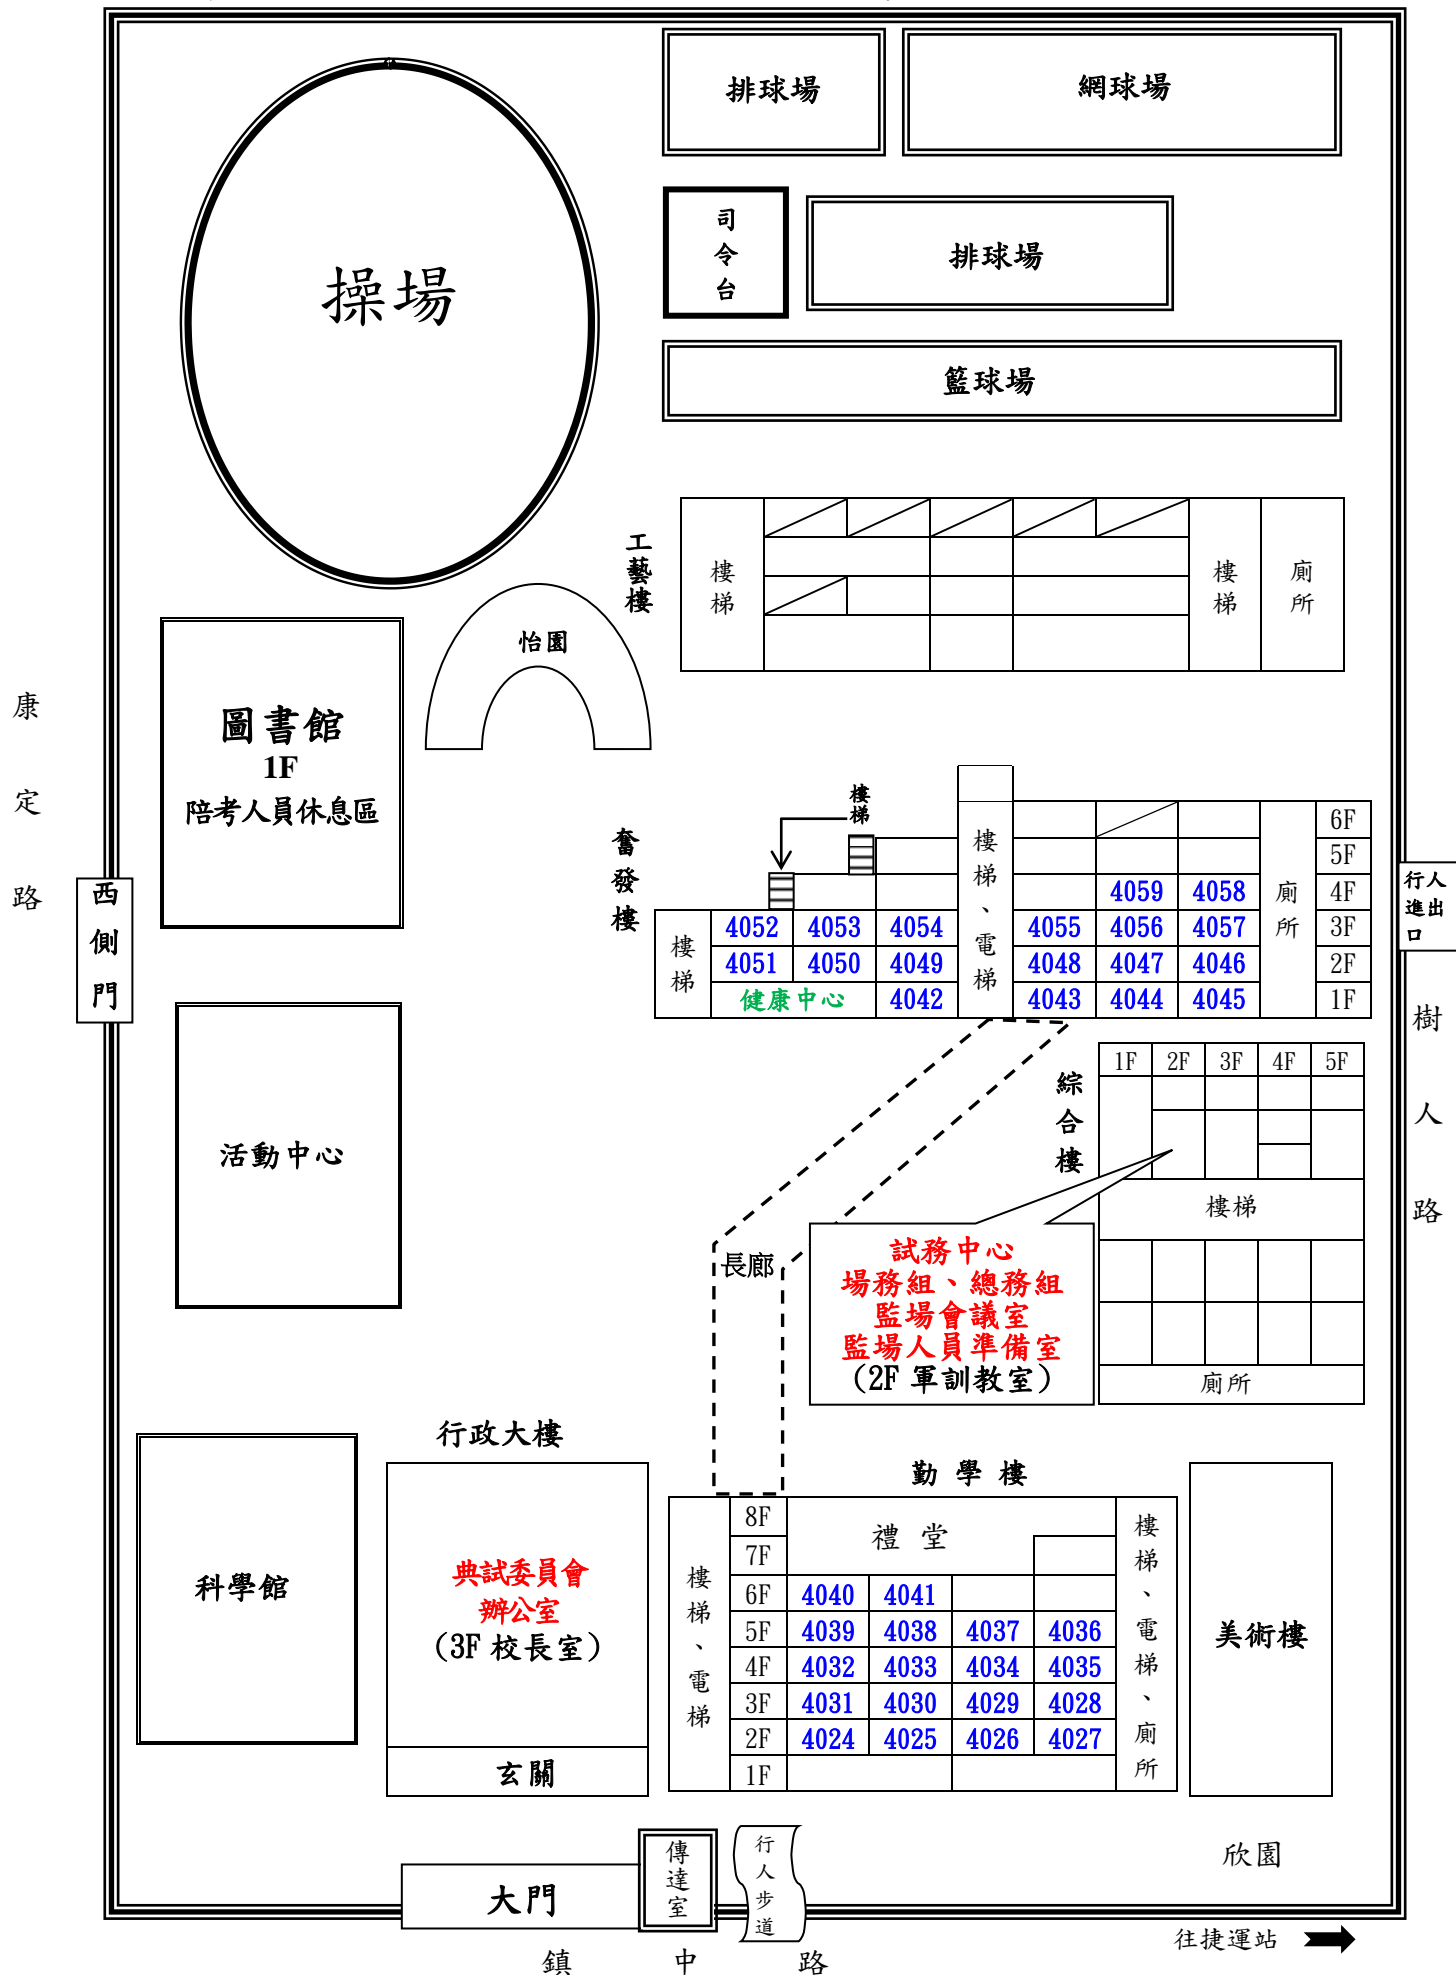 排球場
網球場
司令台
排球場
操場
籃球場
工藝樓
樓梯
樓梯
廁所
怡園
康定路
圖書館
1F
陪考人員休息區
西側門
奮發樓
樓梯
樓梯、電梯
廁所
6F
5F
4059 4058 4F
樓梯
4052 4053 4054 4055 4056 4057 3F
4051 4050 4049 4048 4047 4046 2F
健康中心 4042 4043 4044 4045 1F
行人
進出
口
樹人路
綜合樓
1F 2F 3F 4F 5F
樓梯
廁所
活動中心
長廊
試務中心
場務組、總務組
監場會議室
監場人員準備室
(2F 軍訓教室)
行政大樓
科學館
典試委員會
辦公室
(3F 校長室)
玄關
勤學樓
樓梯、電梯
8F
禮堂
7F
6F 4040 4041
5F 4039 4038 4037 4036
4F 4032 4033 4034 4035
3F 4031 4030 4029 4028
2F 4024 4025 4026 4027
1F
樓梯、電梯、廁所
美術樓
欣園
大門
傳達室
行人步道
往捷運站
鎮中路